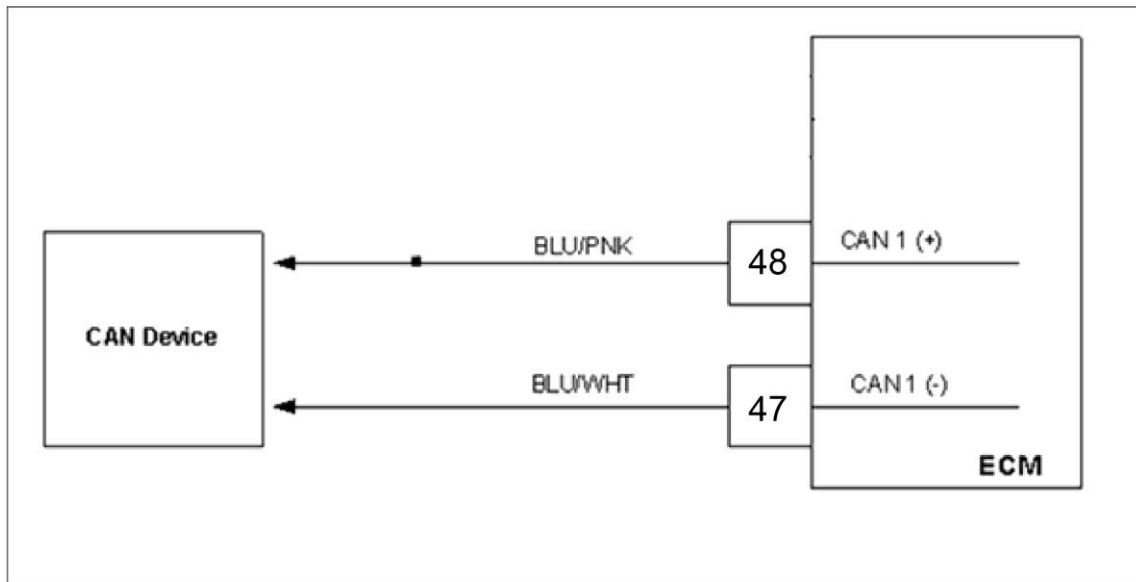 BLU/PNK
48
CAN 1 (+)
CAN Device
BLU/WHT
47
CAN 1 (-)
ECM